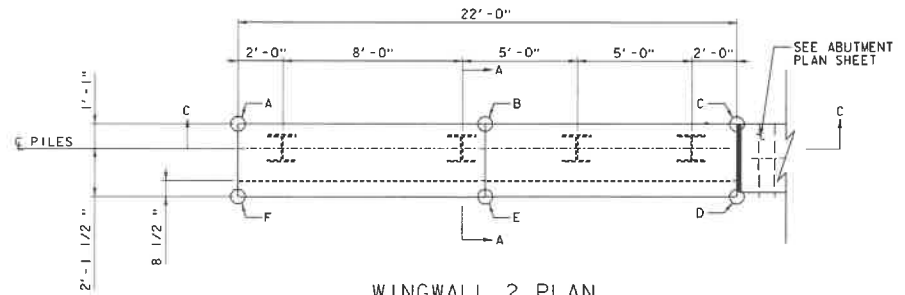 22'-0"
2'-0" 8'-0" 5'-0" 5'-0" 2'-0"
SEE ABUTMENT
PLAN SHEET
A
1'-1"
C A B C C
℄ PILES
F E D
8 1/2 "
2'-1 1/2 "
A
WINGWALL 2 PLAN